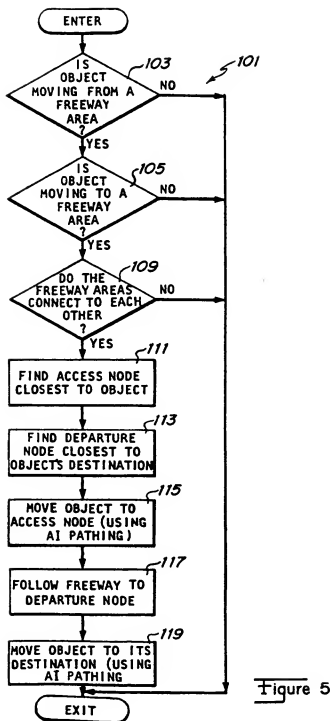 ENTER
IS
OBJECT
MOVING FROM A
FREEWAY
AREA
?
103
NO
101
YES
IS
OBJECT
MOVING TO A
FREEWAY
AREA
?
105
NO
YES
DO THE
FREEWAY AREAS
CONNECT TO EACH
OTHER
?
109
NO
YES
111
FIND ACCESS NODE
CLOSEST TO OBJECT
113
FIND DEPARTURE
NODE CLOSEST TO
OBJECT'S DESTINATION
115
MOVE OBJECT TO
ACCESS NODE (USING
AI PATHING)
117
FOLLOW FREEWAY TO
DEPARTURE NODE
119
MOVE OBJECT TO ITS
DESTINATION (USING
AI PATHING
EXIT
Figure 5